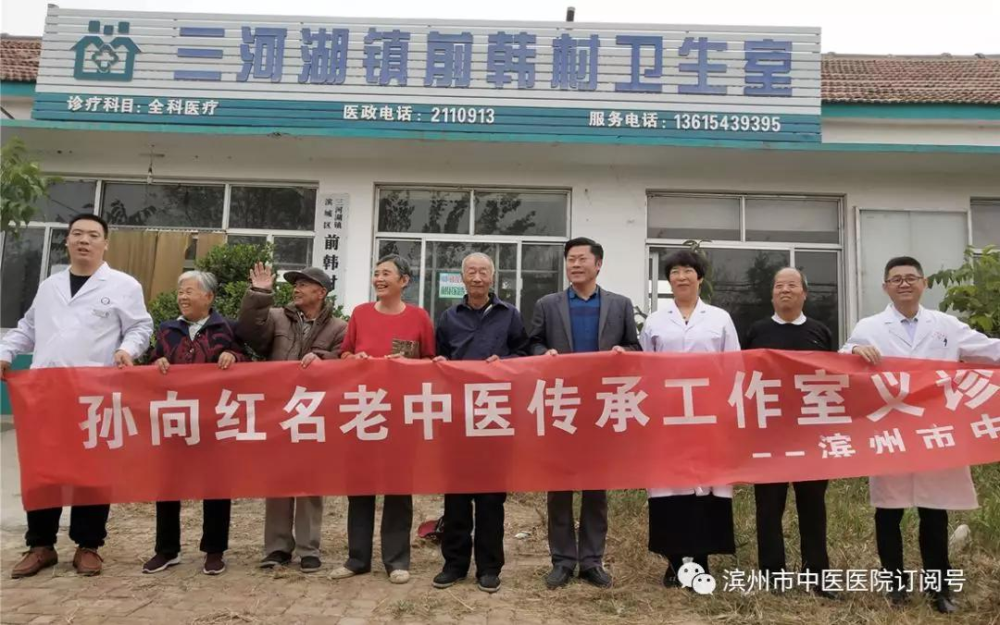 三河湖镇前韩村卫生室
诊疗科目：全科医疗 医政电话：2110913 服务电话：13615439395
三河湖镇
滨城区
前韩村
孙向红名老中医传承工作室义诊
--滨州市中
滨州市中医医院订阅号